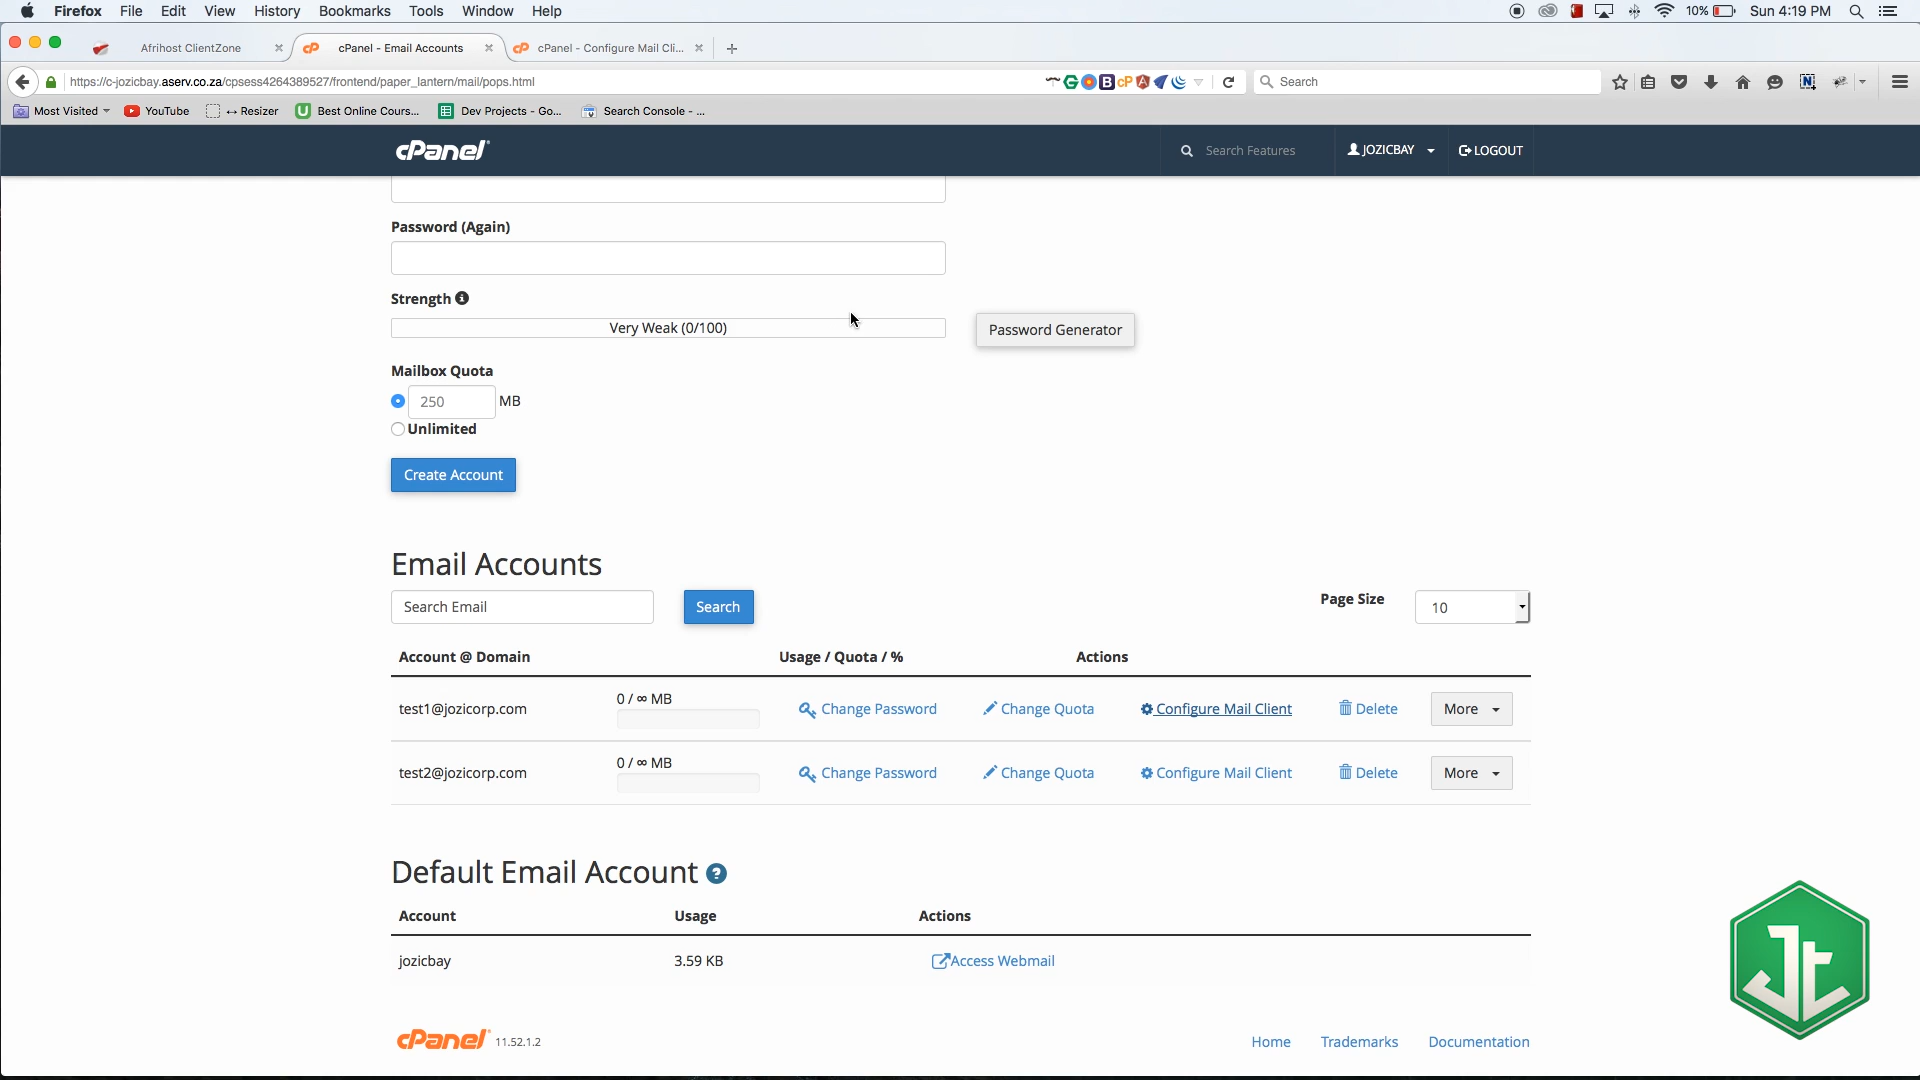 Firefox File Edit View History Bookmarks Tools Window Help 10% Sun 4:19 PM
Afrihost ClientZone cPanel - Email Accounts cPanel - Configure Mail Cli...
https://c-jozicbay.aserv.co.za/cpsess4264389527/frontend/paper_lantern/mail/pops.html Search
Most Visited YouTube ↔ Resizer Best Online Cours... Dev Projects - Go... Search Console - ...
cPanel Search Features JOZICBAY LOGOUT
Password (Again)
Strength
Very Weak (0/100) Password Generator
Mailbox Quota
250 MB
Unlimited
Create Account
Email Accounts
Search Email Search Page Size 10
Account @ Domain Usage / Quota / % Actions
test1@jozicorp.com 0 / ∞ MB Change Password Change Quota Configure Mail Client Delete More
test2@jozicorp.com 0 / ∞ MB Change Password Change Quota Configure Mail Client Delete More
Default Email Account ?
Account Usage Actions
jozicbay 3.59 KB Access Webmail
cPanel 11.52.1.2 Home Trademarks Documentation